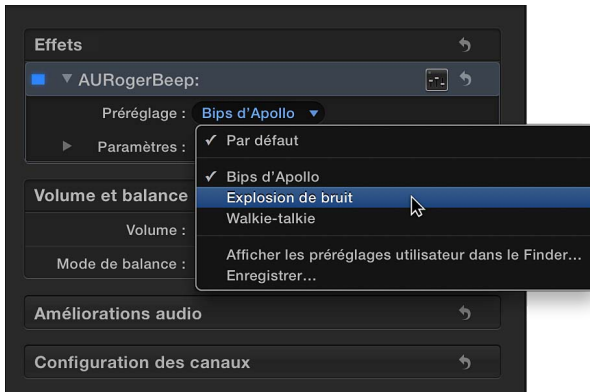 Effets
AURogerBeep:
Préréglage : Bips d’Apollo
✓ Par défaut
Paramètres :
✓ Bips d’Apollo
Explosion de bruit
Walkie-talkie
Afficher les préréglages utilisateur dans le Finder…
Enregistrer…
Volume et balance
Volume :
Mode de balance :
Améliorations audio
Configuration des canaux